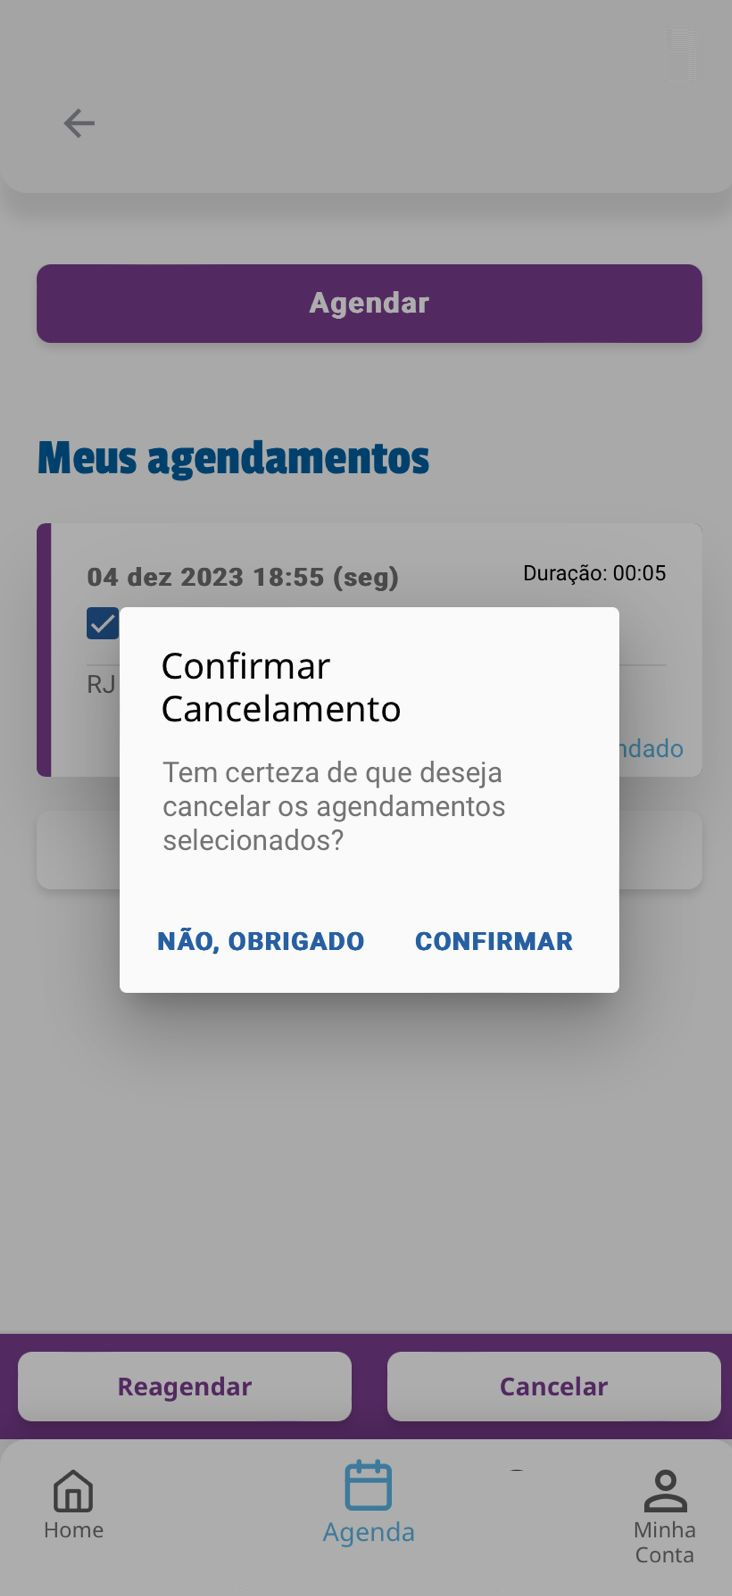 Agendar
Meus agendamentos
04 dez 2023 18:55 (seg)
Duração: 00:05
RJ
Confirmar
Cancelamento
Tem certeza de que deseja
cancelar os agendamentos
selecionados?
NÃO, OBRIGADO
CONFIRMAR
Reagendar
Cancelar
Home
Agenda
Minha
Conta